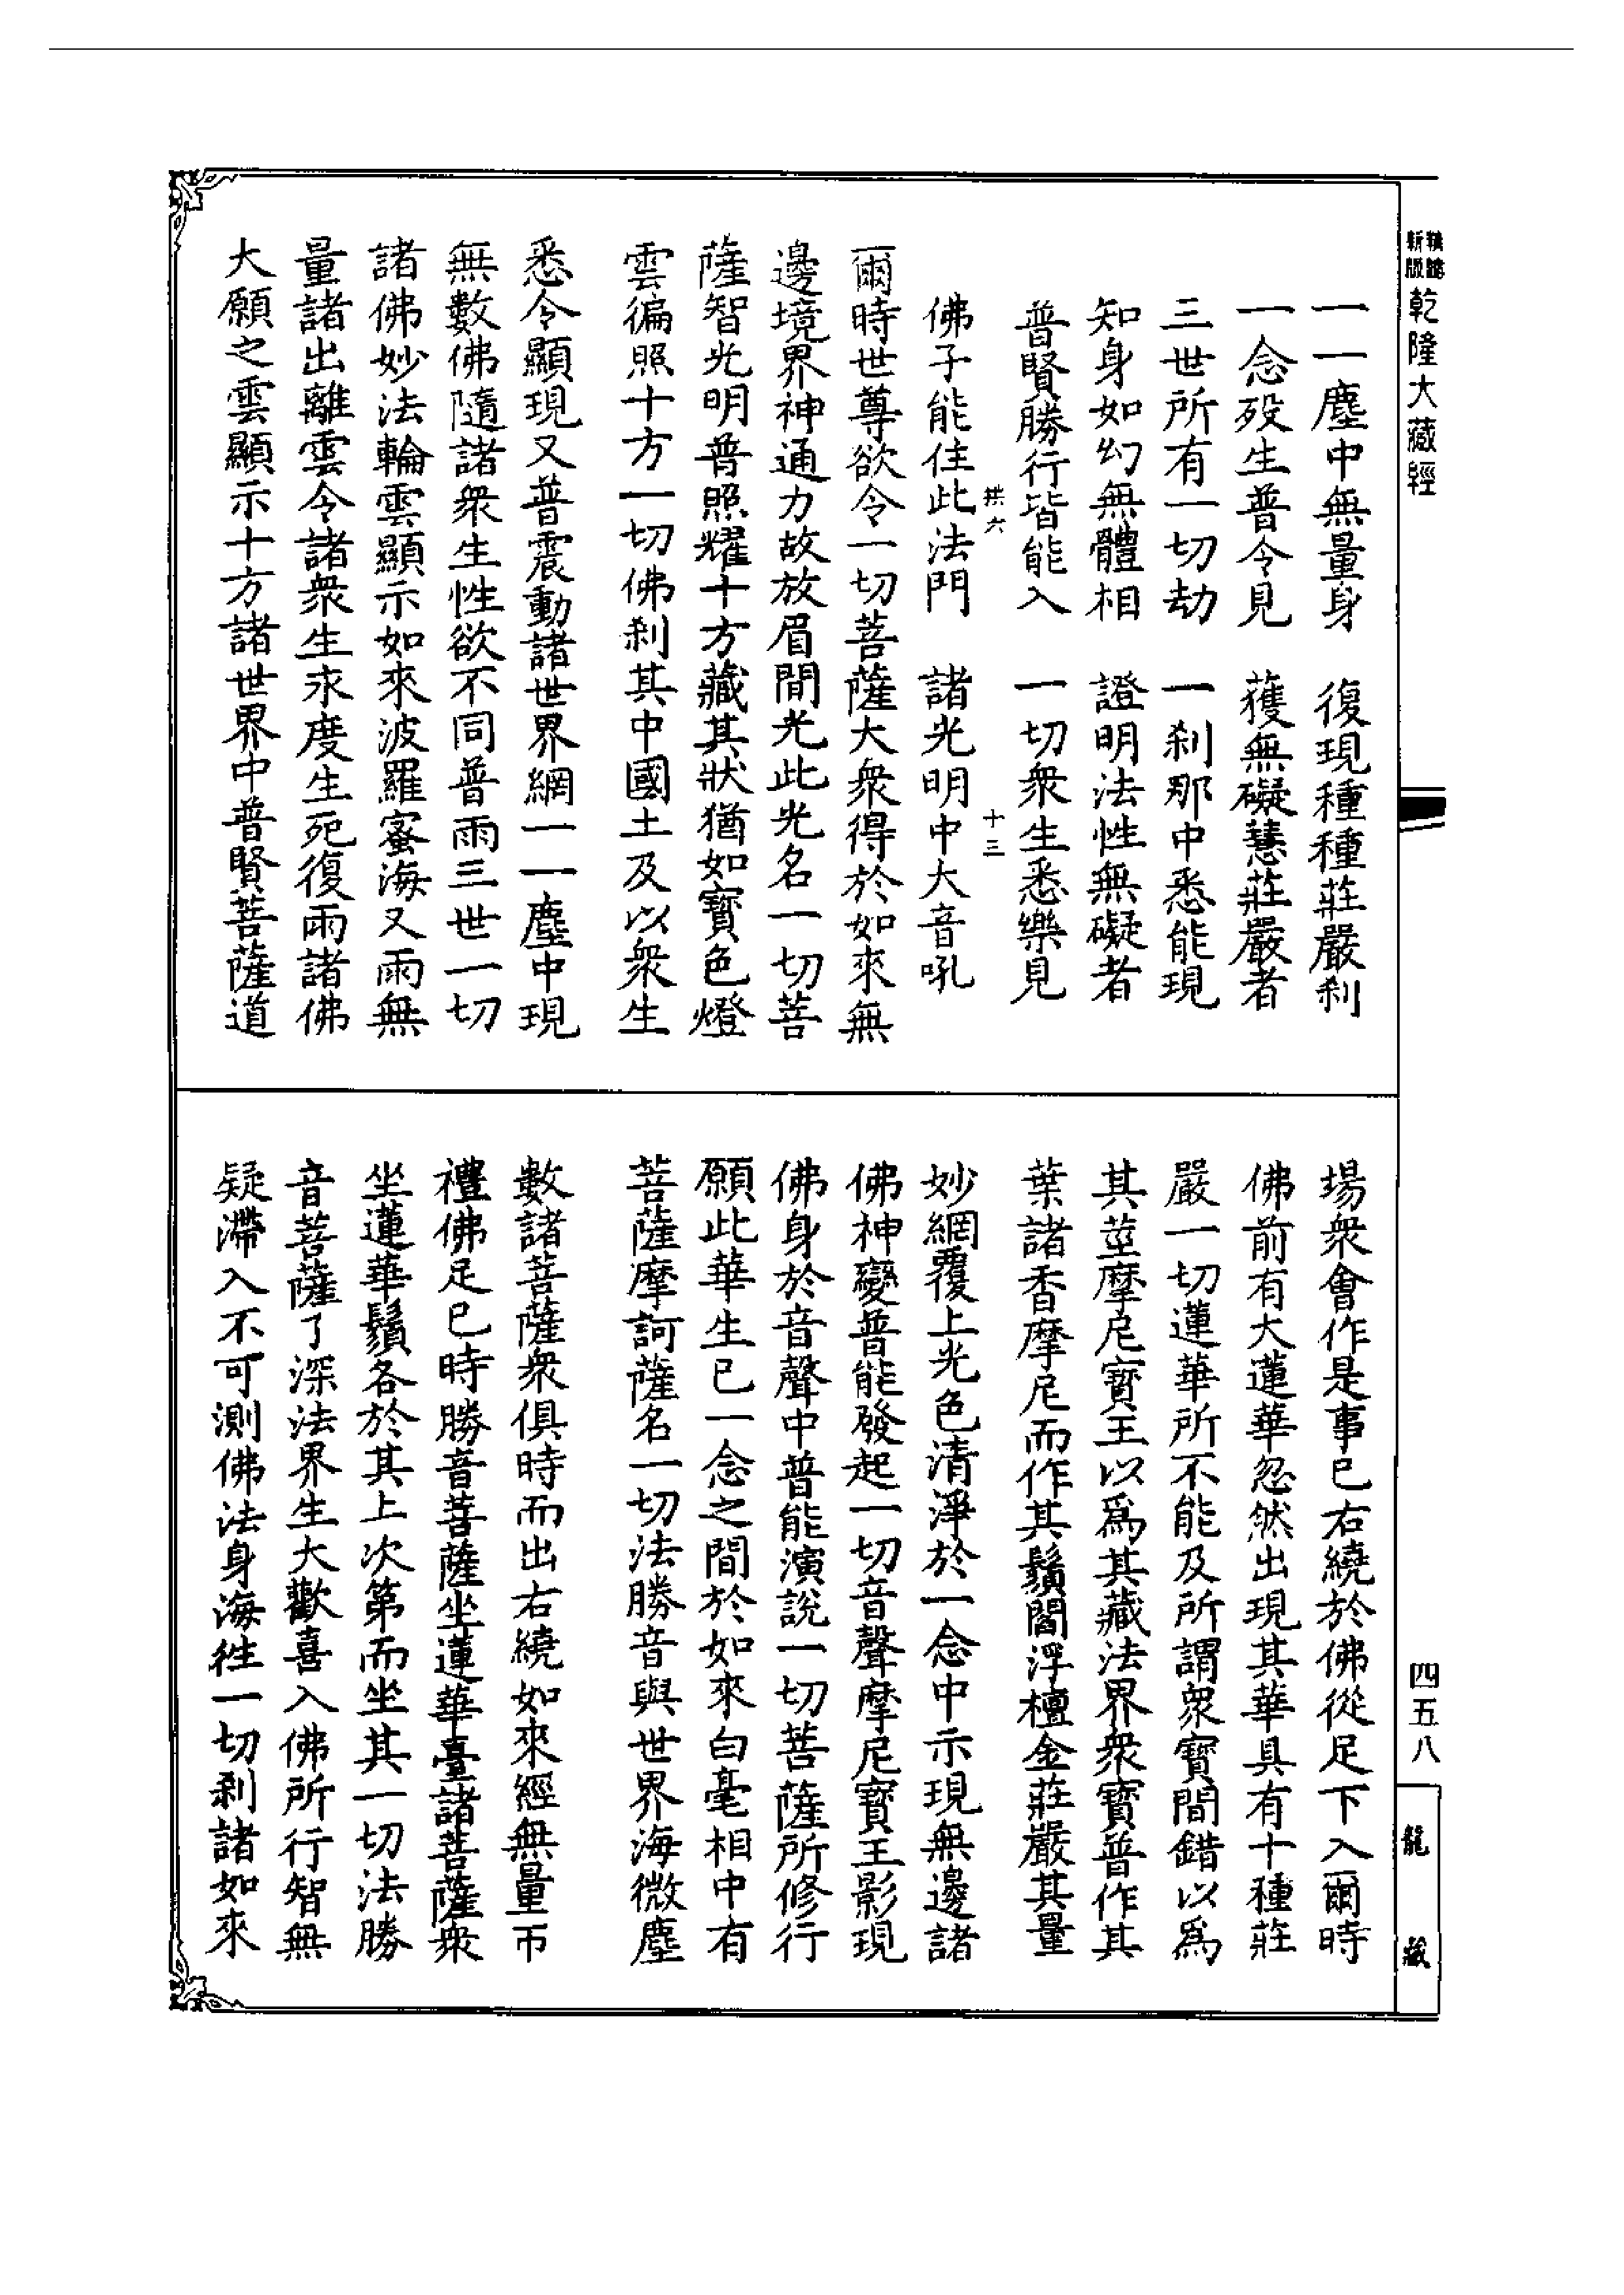 新版
乾隆大藏經
一一塵中無量身　復現種種莊嚴刹
一念歿生普令見　獲無礙慧莊嚴者
三世所有一切劫　一刹那中悉能現
知身如幻無體相　證明法性無礙者
普賢勝行皆能入　一切衆生悉樂見
拱六　十三
佛子能住此法門　諸光明中大音吼
爾時世尊欲令一切菩薩大衆得於如來無
邊境界神通力故放眉間光此光名一切菩
薩智光明普照耀十方藏其狀猶如寶色燈
雲徧照十方一切佛刹其中國土及以衆生
悉令顯現又普震動諸世界網一一塵中現
無數佛隨諸衆生性欲不同普雨三世一切
諸佛妙法輪雲顯示如來波羅蜜海又雨無
量諸出離雲令諸衆生永度生死復雨諸佛
大願之雲顯示十方諸世界中普賢菩薩道
場衆會作是事已右繞於佛從足下入爾時
佛前有大蓮華忽然出現其華具有十種莊
嚴一切蓮華所不能及所謂衆寶間錯以爲
其莖摩尼寶王以爲其藏法界衆寶普作其
葉諸香摩尼而作其鬚閻浮檀金莊嚴其量
妙網覆上光色清淨於一念中示現無邊諸
佛神變普能發起一切音聲摩尼寶王影現
佛身於音聲中普能演說一切菩薩所修行
願此華生已一念之間於如來白毫相中有
菩薩摩訶薩名一切法勝音與世界海微塵
數諸菩薩衆俱時而出右繞如來經無量帀
禮佛足已時勝音菩薩坐蓮華臺諸菩薩衆
坐蓮華鬚各於其上次第而坐其一切法勝
音菩薩了深法界生大歡喜入佛所行智無
疑滯入不可測佛法身海徃一切刹諸如來
四五八
龍藏